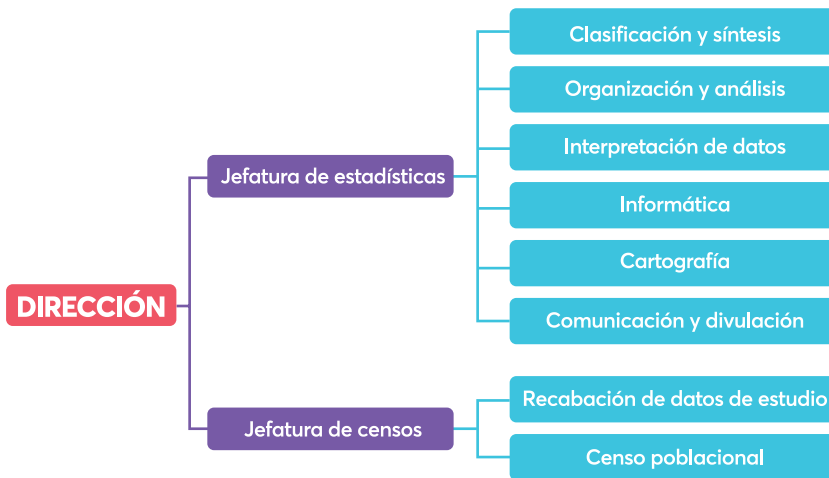 DIRECCIÓN
Jefatura de estadísticas
Clasificación y síntesis
Organización y análisis
Interpretación de datos
Informática
Cartografía
Comunicación y divulación
Jefatura de censos
Recabación de datos de estudio
Censo poblacional